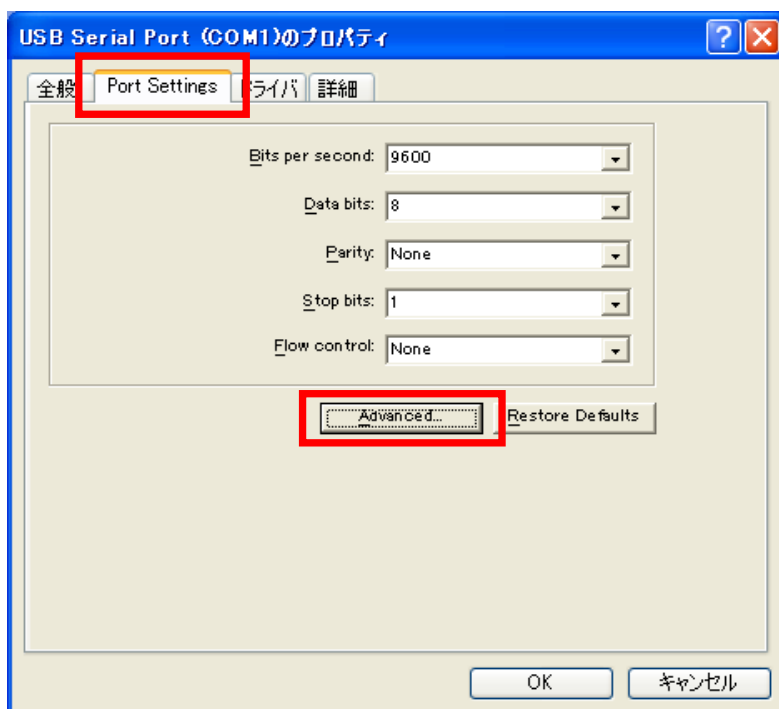 USB Serial Port (COM1)のプロパティ
全般 Port Settings ドライバ 詳細
Bits per second: 9600
Data bits: 8
Parity: None
Stop bits: 1
Flow control: None
Advanced... Restore Defaults
OK キャンセル